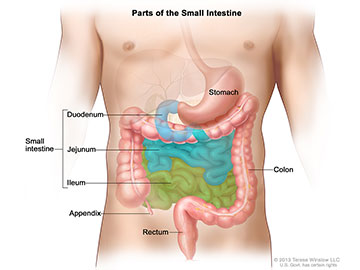 Parts of the Small Intestine
Stomach
Duodenum
Small
intestine
Jejunum
Colon
Ileum
Appendix
Rectum
© 2013 Terese Winslow LLC
U.S. Govt. has certain rights